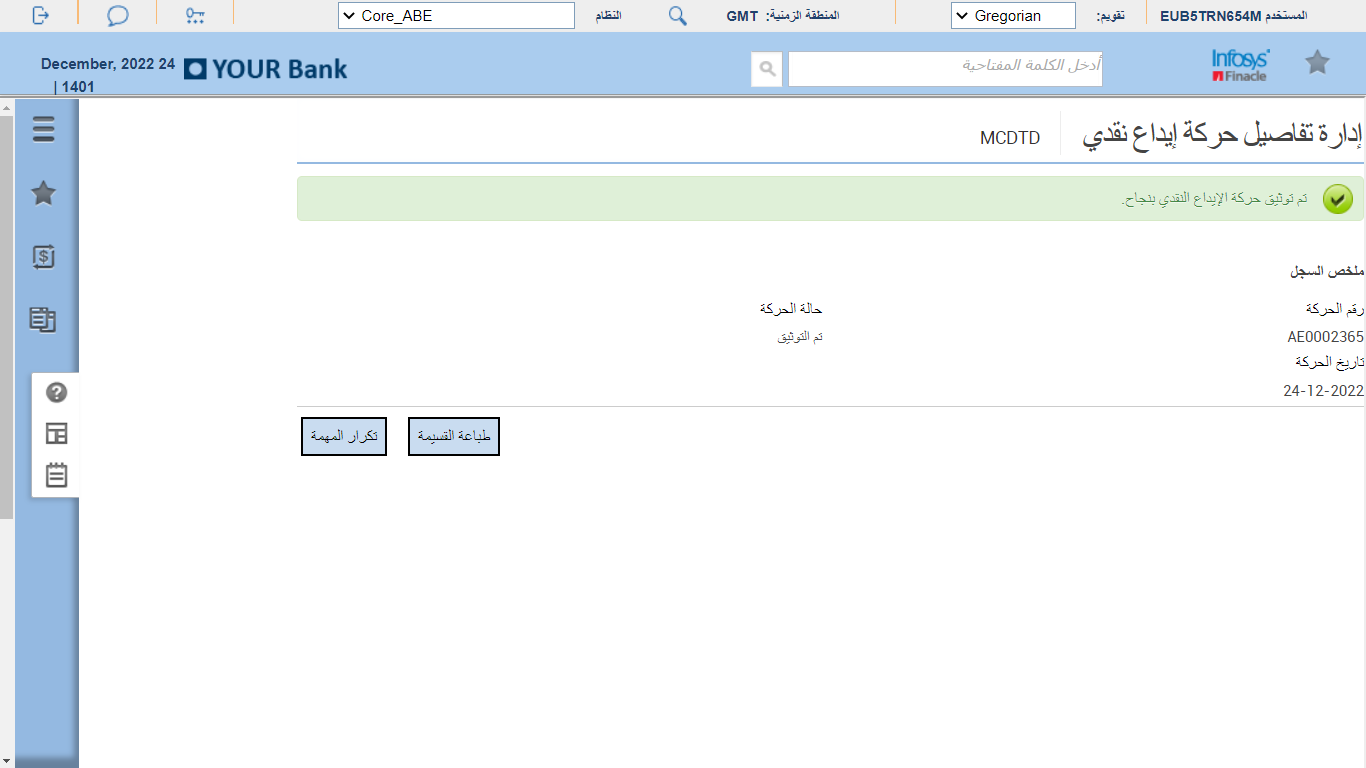 المستخدم EUB5TRN654M
تقويم: Gregorian
المنطقة الزمنية: GMT
النظام Core_ABE
Infosys
Finacle
أدخل الكلمة المفتاحية
YOUR Bank
December, 2022 24
| 1401
إدارة تفاصيل حركة إيداع نقدي MCDTD
تم توثيق حركة الإيداع النقدي بنجاح.
ملخص السجل
رقم الحركة
AE0002365
حالة الحركة
تم التوثيق
تاريخ الحركة
24-12-2022
طباعة القسيمة
تكرار المهمة